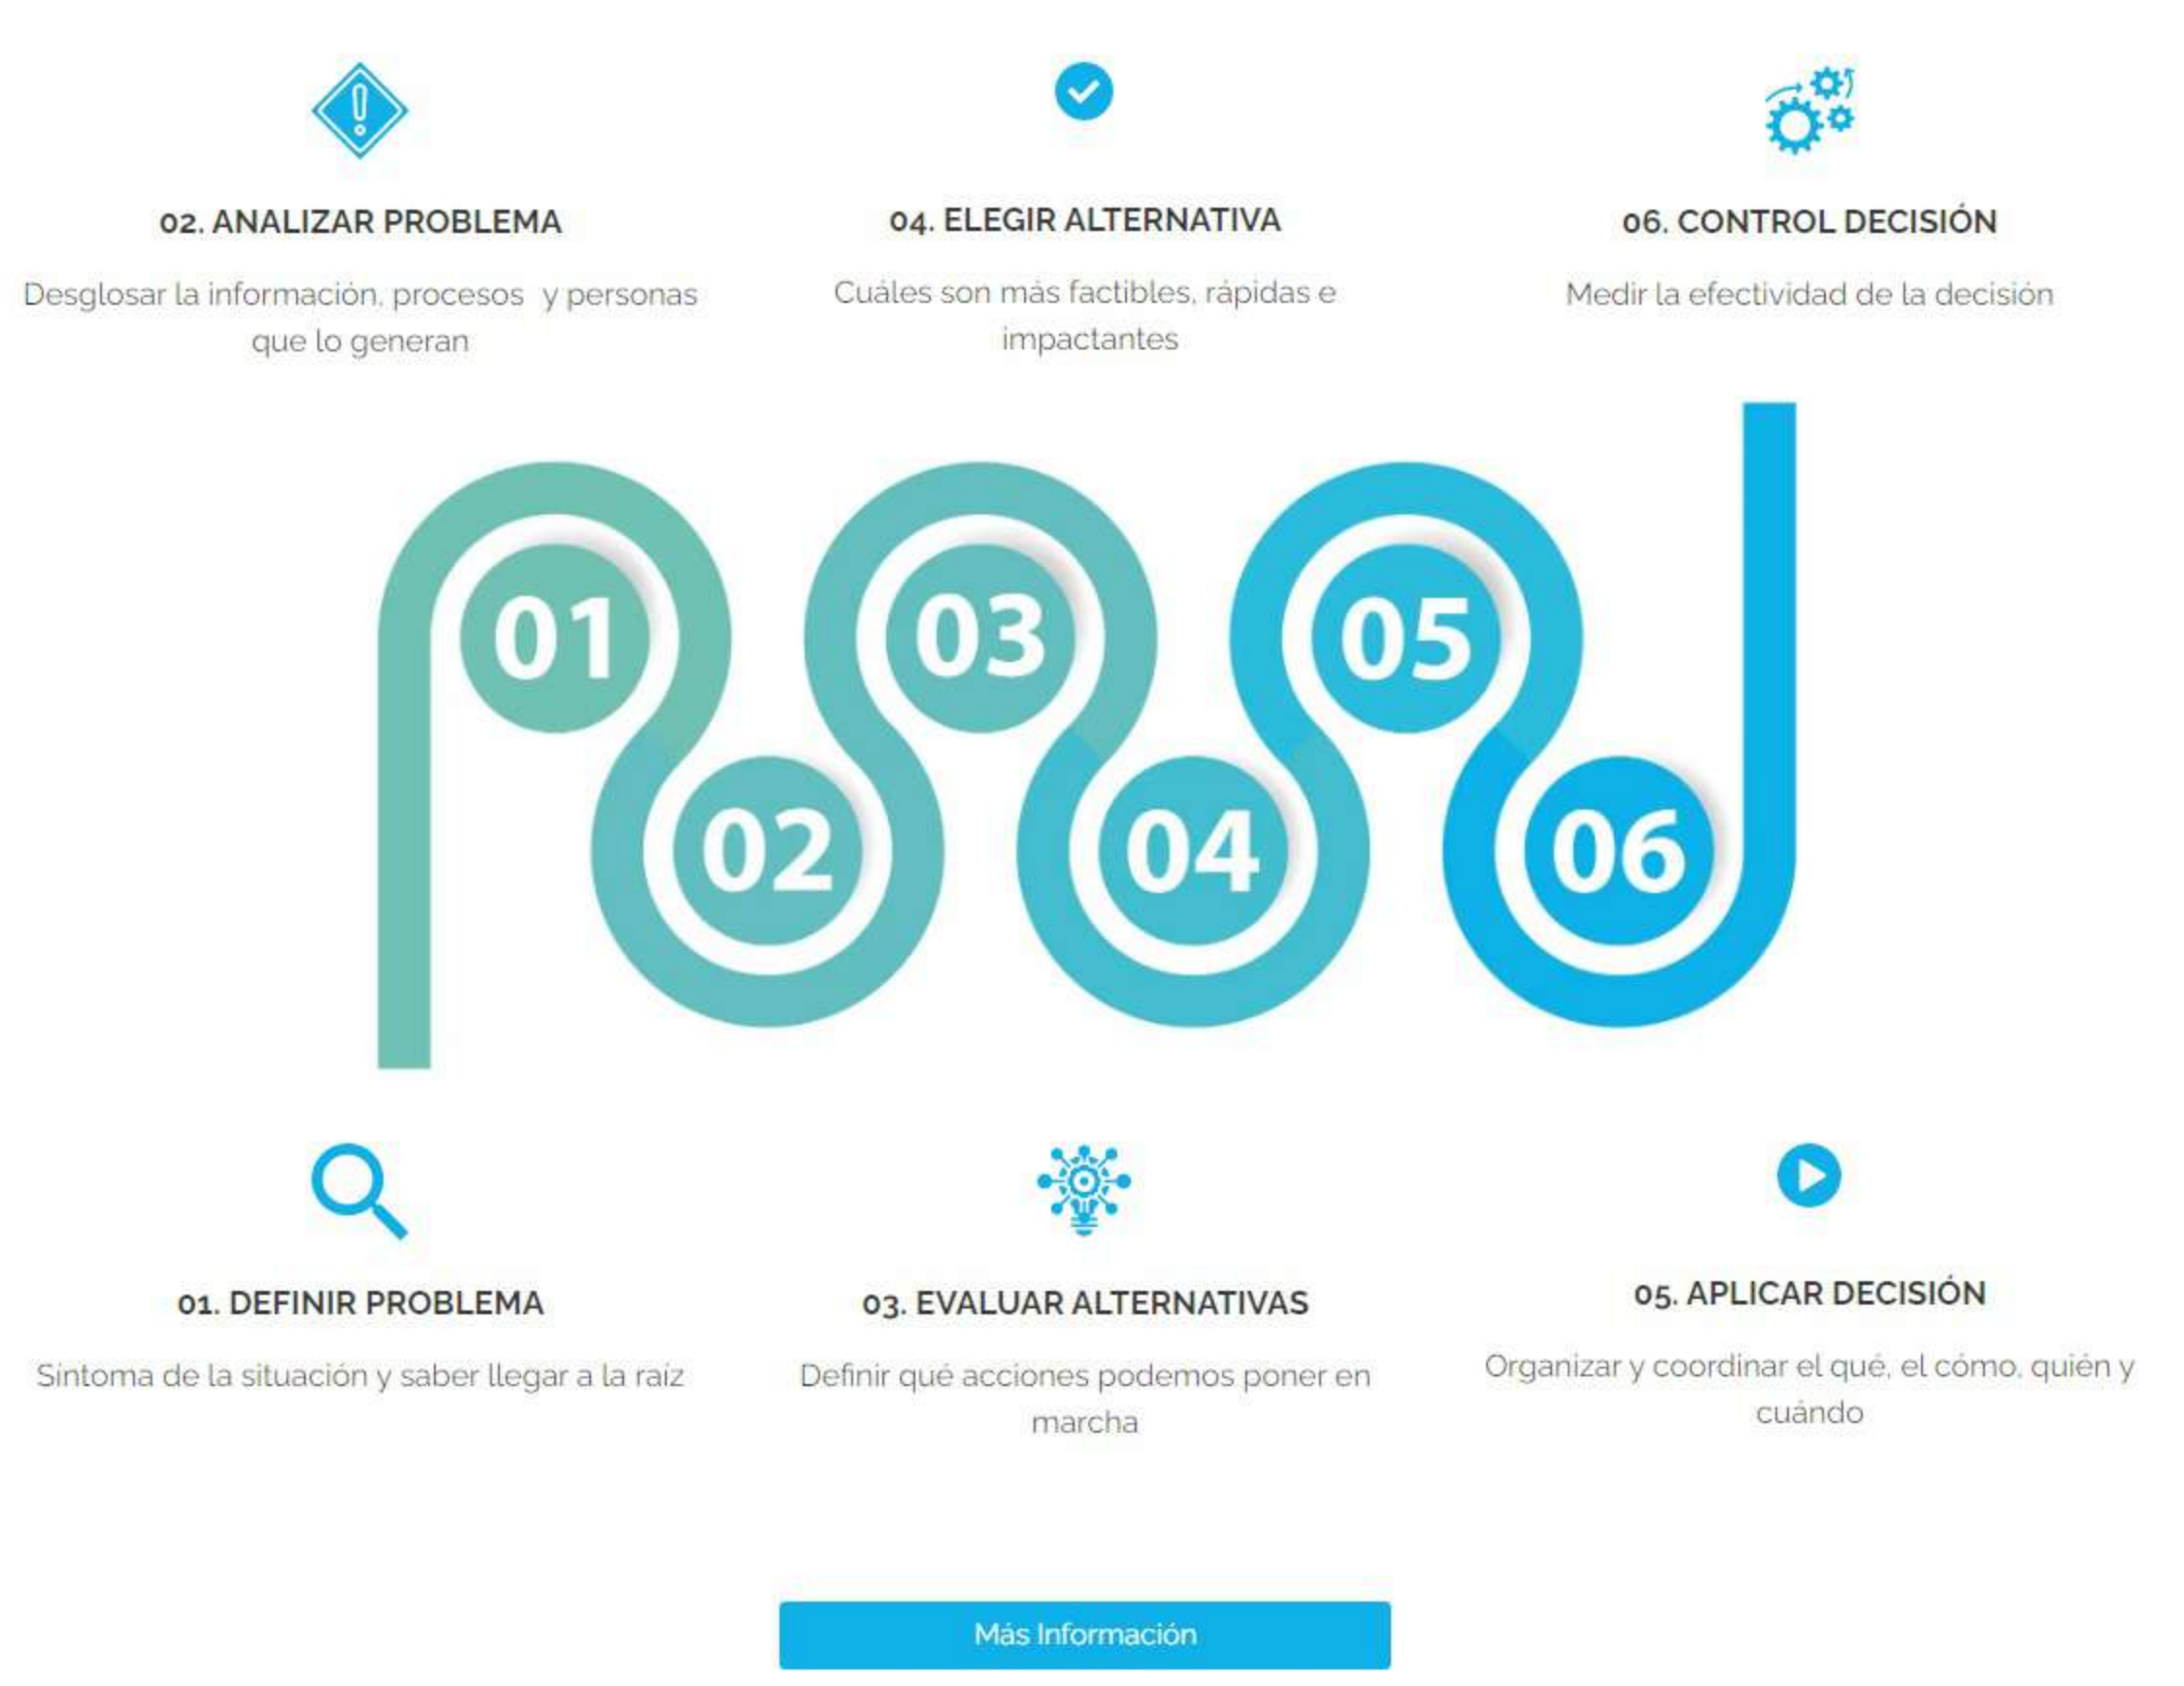 02. ANALIZAR PROBLEMA
Desglosar la información, procesos y personas
que lo generan
04. ELEGIR ALTERNATIVA
Cuáles son más factibles, rápidas e
impactantes
06. CONTROL DECISIÓN
Medir la efectividad de la decisión
01
03
05
02
04
06
01. DEFINIR PROBLEMA
Síntoma de la situación y saber llegar a la raíz
03. EVALUAR ALTERNATIVAS
Definir qué acciones podemos poner en
marcha
05. APLICAR DECISIÓN
Organizar y coordinar el qué, el cómo, quién y
cuándo
Más Información